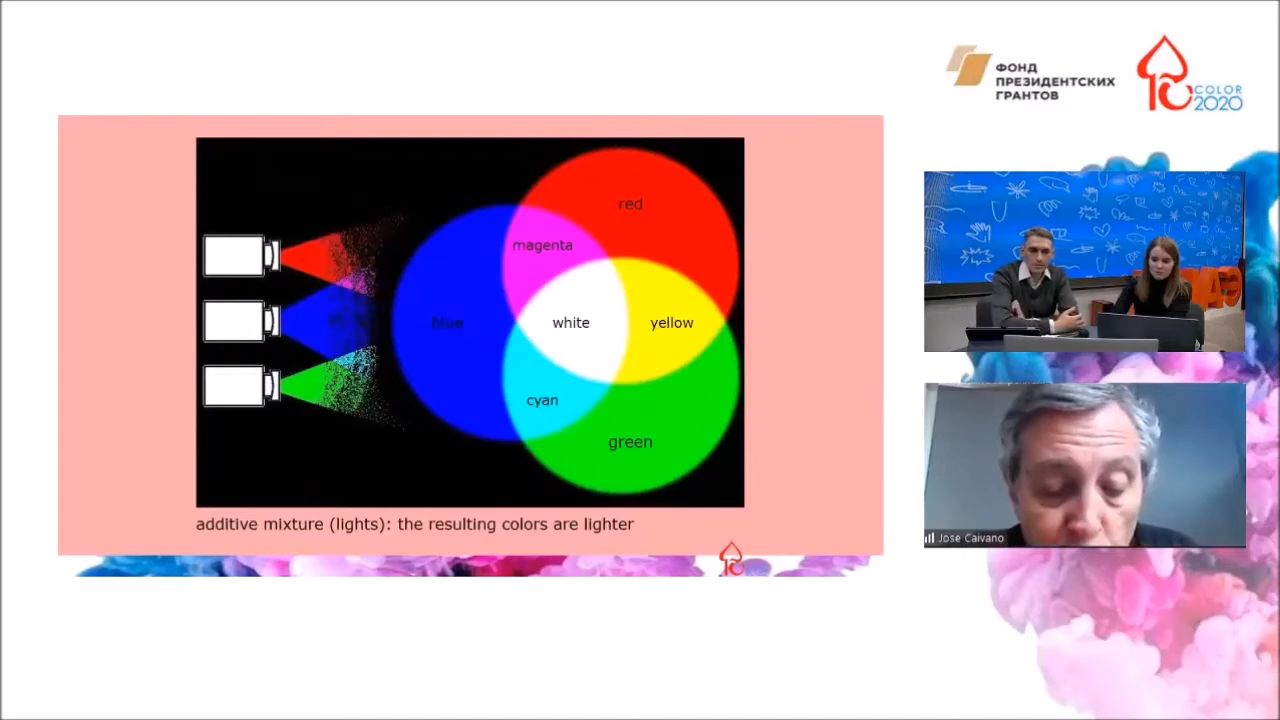 ФОНД
ПРЕЗИДЕНТСКИХ
ГРАНТОВ
COLOR
2020
red
magenta
blue
white
yellow
cyan
green
additive mixture (lights): the resulting colors are lighter
Jose Caivano